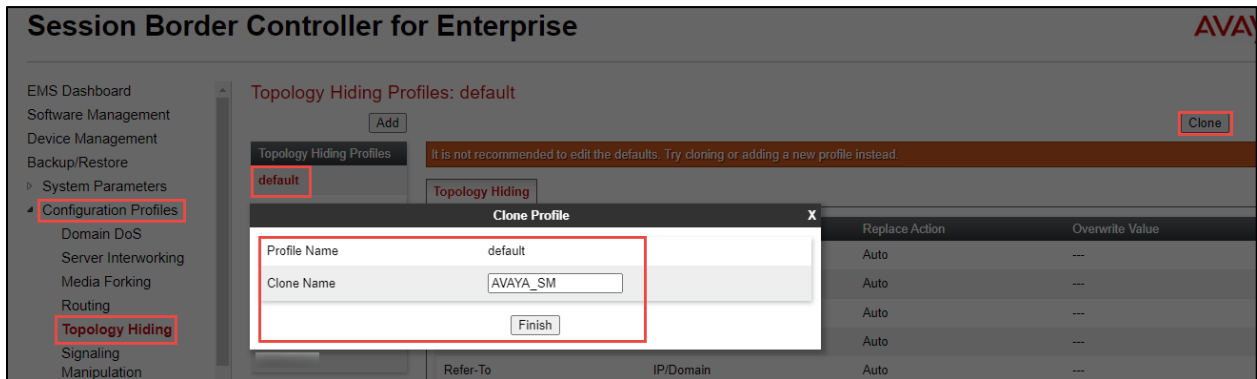 Session Border Controller for Enterprise
AVAY
EMS Dashboard
Software Management
Device Management
Backup/Restore
System Parameters
Configuration Profiles
Domain DoS
Server Interworking
Media Forking
Routing
Topology Hiding
Signaling
Manipulation
Topology Hiding Profiles: default
Add
Clone
Topology Hiding Profiles
default
It is not recommended to edit the defaults. Try cloning or adding a new profile instead.
Topology Hiding
Replace Action Overwrite Value
Auto ---
Auto ---
Auto ---
Auto ---
Refer-To IP/Domain Auto ---
Clone Profile X
Profile Name default
Clone Name AVAYA_SM
Finish